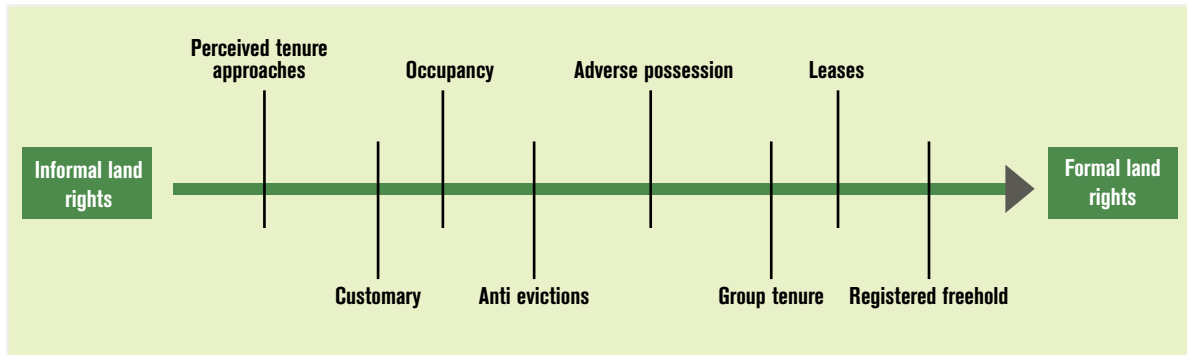 Perceived tenure
approaches
Occupancy
Adverse possession
Leases
Informal land
rights
Formal land
rights
Customary
Anti evictions
Group tenure
Registered freehold